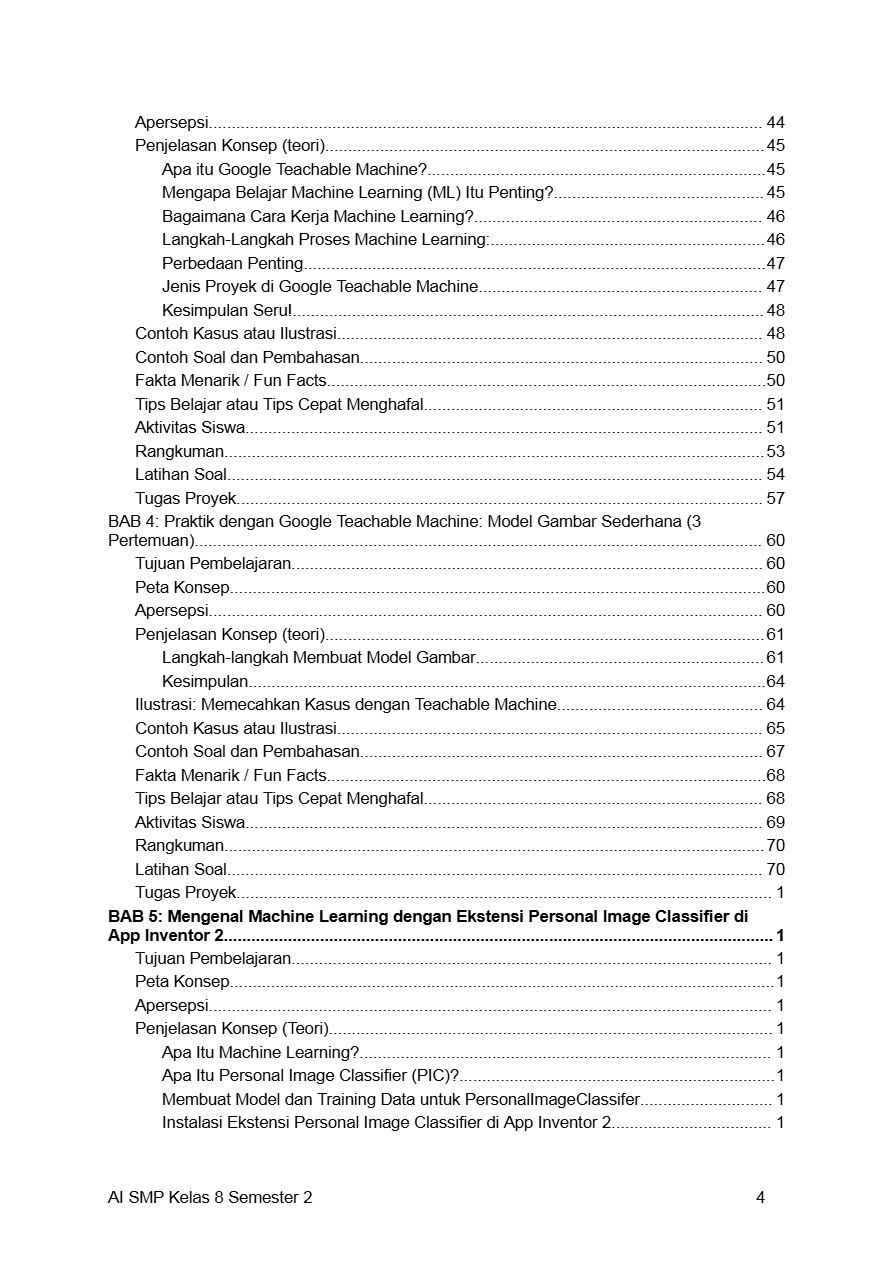 Apersepsi........ 44
Penjelasan Konsep (teori)........ 45
Apa itu Google Teachable Machine?........ 45
Mengapa Belajar Machine Learning (ML) Itu Penting?........ 45
Bagaimana Cara Kerja Machine Learning?........ 46
Langkah-Langkah Proses Machine Learning:........ 46
Perbedaan Penting........ 47
Jenis Proyek di Google Teachable Machine........ 47
Kesimpulan Seru!........ 48
Contoh Kasus atau Ilustrasi........ 48
Contoh Soal dan Pembahasan........ 50
Fakta Menarik / Fun Facts........ 50
Tips Belajar atau Tips Cepat Menghafal........ 51
Aktivitas Siswa........ 51
Rangkuman........ 53
Latihan Soal........ 54
Tugas Proyek........ 57
BAB 4: Praktik dengan Google Teachable Machine: Model Gambar Sederhana (3
Pertemuan)........ 60
Tujuan Pembelajaran........ 60
Peta Konsep........ 60
Apersepsi........ 60
Penjelasan Konsep (teori)........ 61
Langkah-langkah Membuat Model Gambar........ 61
Kesimpulan........ 64
Ilustrasi: Memecahkan Kasus dengan Teachable Machine........ 64
Contoh Kasus atau Ilustrasi........ 65
Contoh Soal dan Pembahasan........ 67
Fakta Menarik / Fun Facts........ 68
Tips Belajar atau Tips Cepat Menghafal........ 68
Aktivitas Siswa........ 69
Rangkuman........ 70
Latihan Soal........ 70
Tugas Proyek........ 1
BAB 5: Mengenal Machine Learning dengan Ekstensi Personal Image Classifier di
App Inventor 2........ 1
Tujuan Pembelajaran........ 1
Peta Konsep........ 1
Apersepsi........ 1
Penjelasan Konsep (Teori)........ 1
Apa Itu Machine Learning?........ 1
Apa Itu Personal Image Classifier (PIC)?........ 1
Membuat Model dan Training Data untuk PersonalImageClassifer........ 1
Instalasi Ekstensi Personal Image Classifier di App Inventor 2........ 1
AI SMP Kelas 8 Semester 2 4